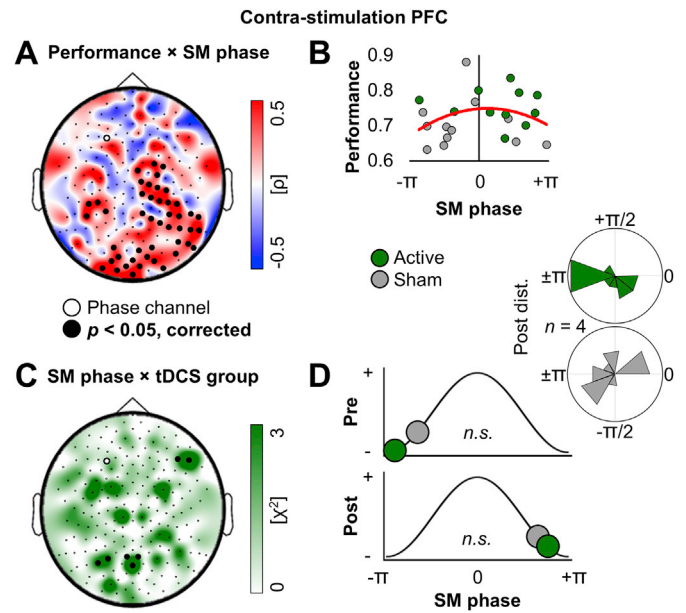 Contra-stimulation PFC
A Performance × SM phase
0.5
[ρ]
-0.5
Phase channel
p < 0.05, corrected
B
Performance
0.9
0.8
0.7
0.6
-π 0 +π
SM phase
Active
Sham
Post dist.
+π/2
±π 0
n = 4
±π 0
-π/2
C SM phase × tDCS group
3
[χ²]
0
D
Pre
+
-
n.s.
Post
+
-
n.s.
-π 0 +π
SM phase